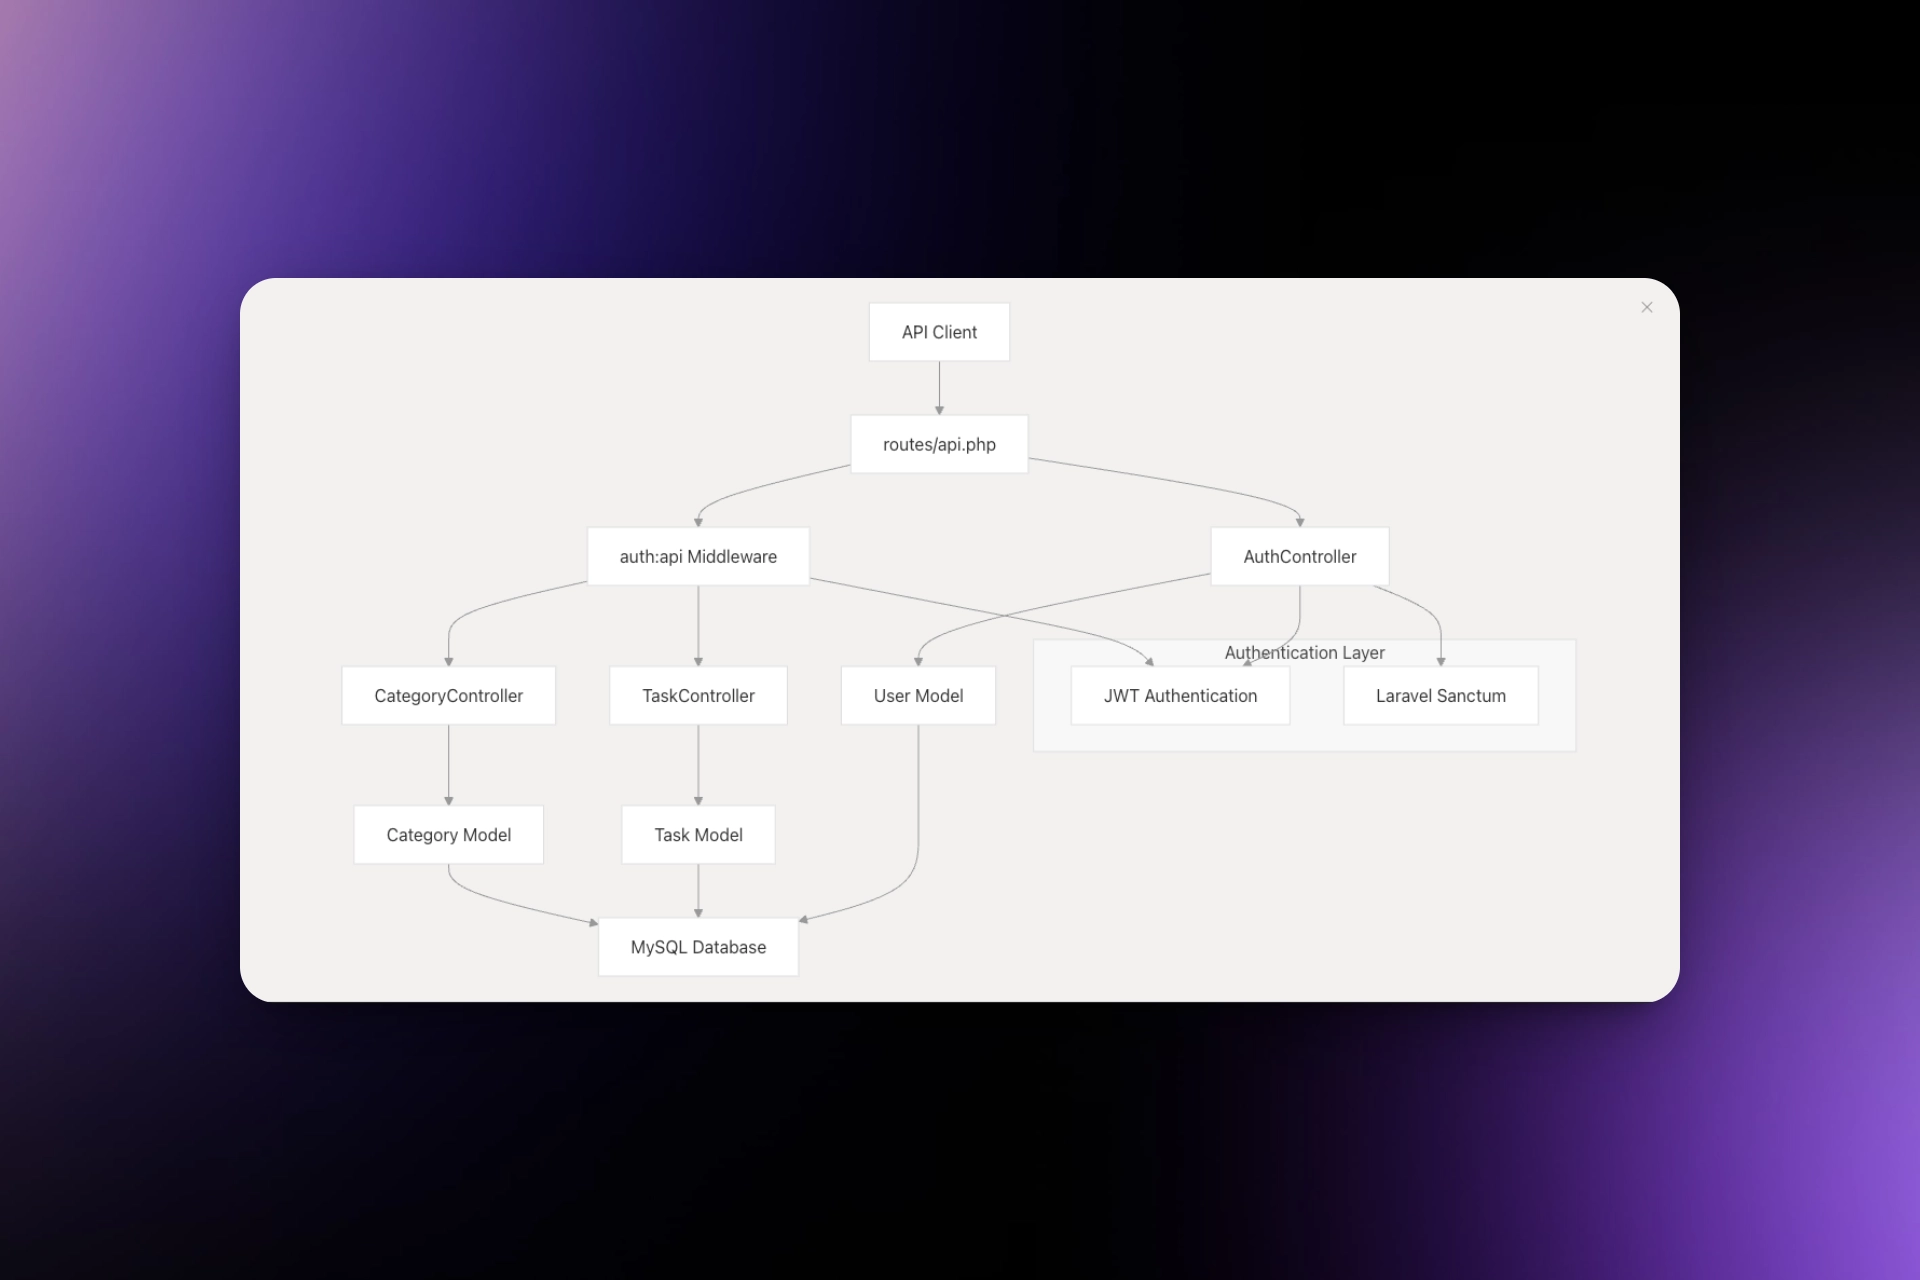 API Client
routes/api.php
auth:api Middleware
AuthController
Authentication Layer
CategoryController
TaskController
User Model
JWT Authentication
Laravel Sanctum
Category Model
Task Model
MySQL Database